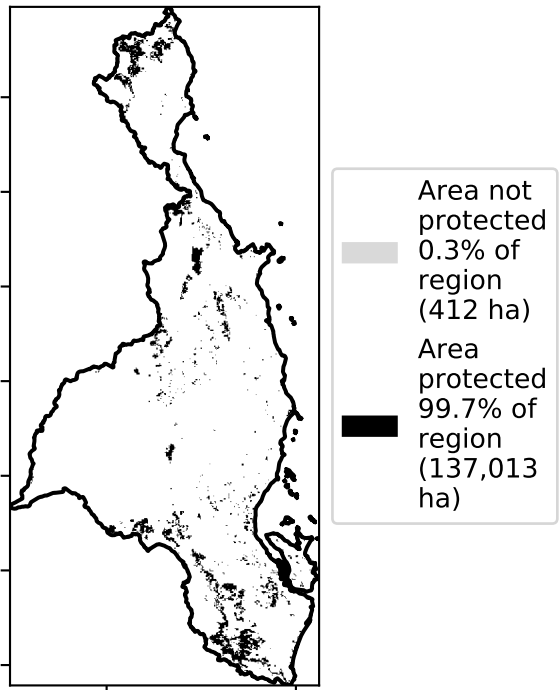 Area not
protected
0.3% of
region
(412 ha)
Area
protected
99.7% of
region
(137,013
ha)